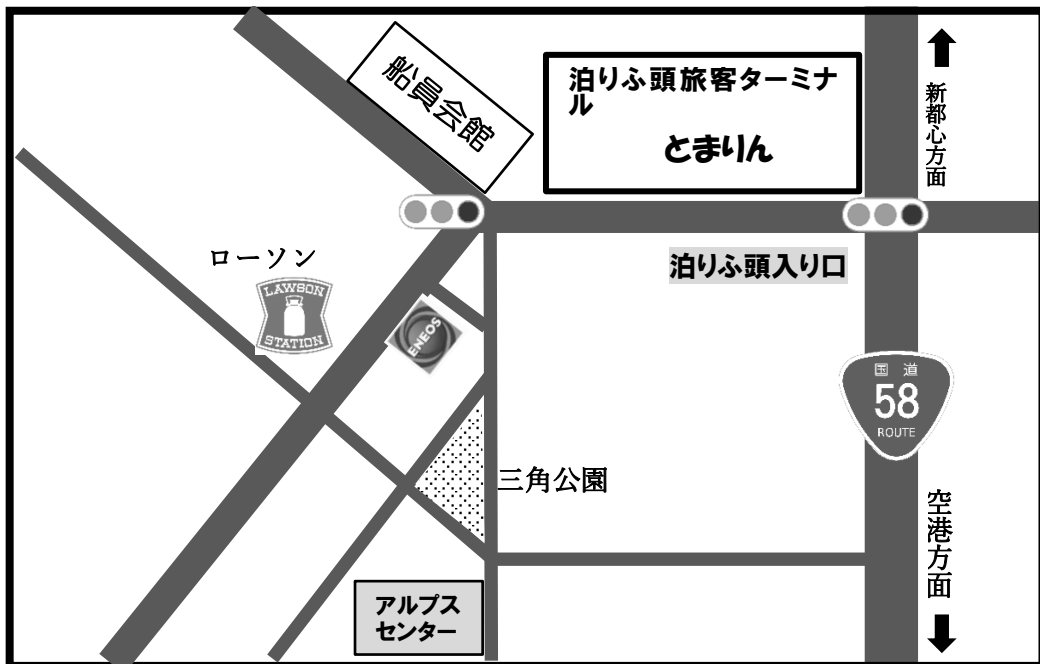 船員会館
泊りふ頭旅客ターミナ
ル
とまりん
新都心方面
ローソン
LAWSON
STATION
ENEOS
泊りふ頭入り口
国道
58
ROUTE
三角公園
空港方面
アルプス
センター